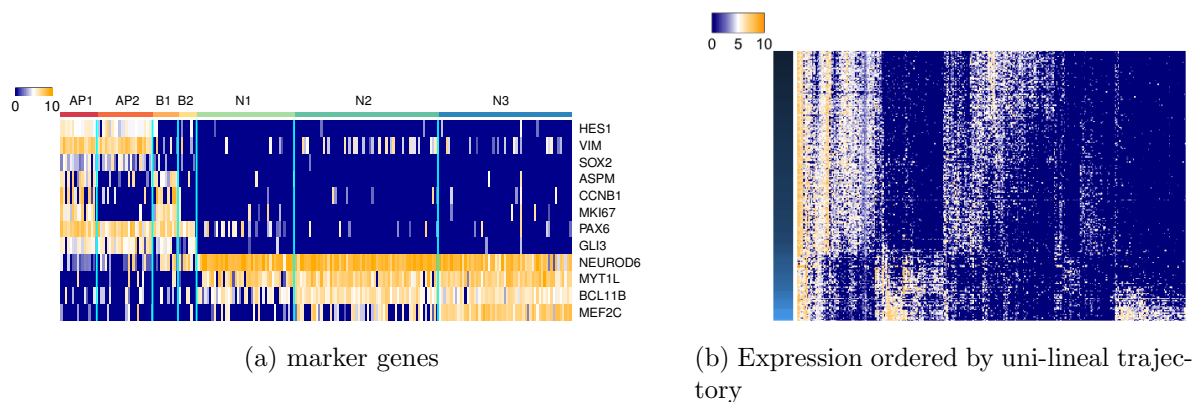 0 10
AP1 AP2 B1 B2 N1 N2 N3
HES1
VIM
SOX2
ASPM
CCNB1
MKI67
PAX6
GLI3
NEUROD6
MYT1L
BCL11B
MEF2C
(a) marker genes
0 5 10
(b) Expression ordered by uni-lineal trajec-
tory